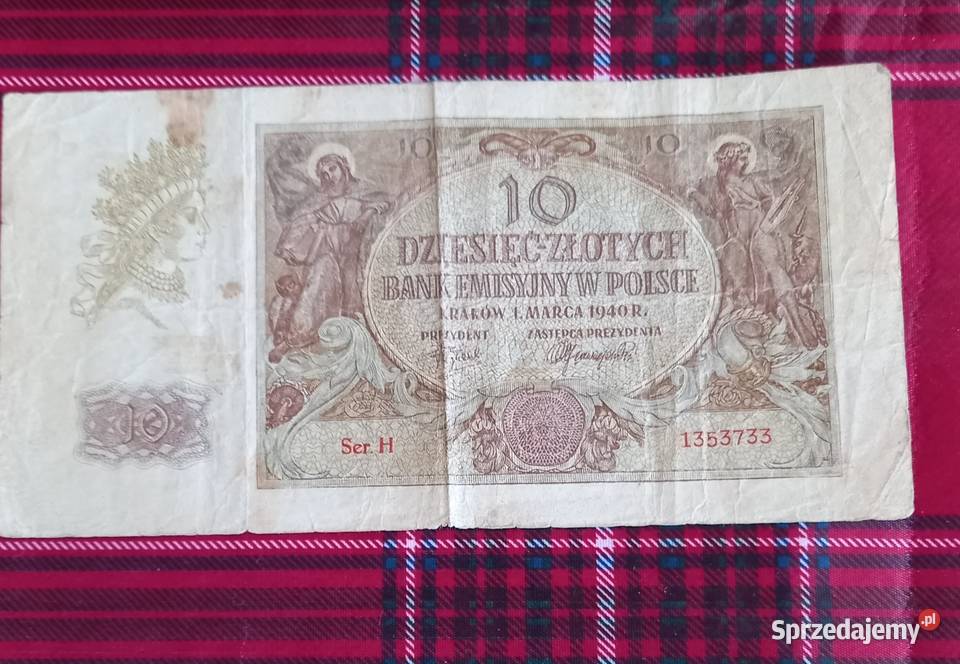 10 10
10
DZIESIĘĆ-ZŁOTYCH
BANK EMISYJNY W POLSCE
KRAKÓW 1. MARCA 1940 R.
PREZYDENT ZASTĘPCA PREZYDENTA
10
Ser. H 1353733
Sprzedajemy.pl